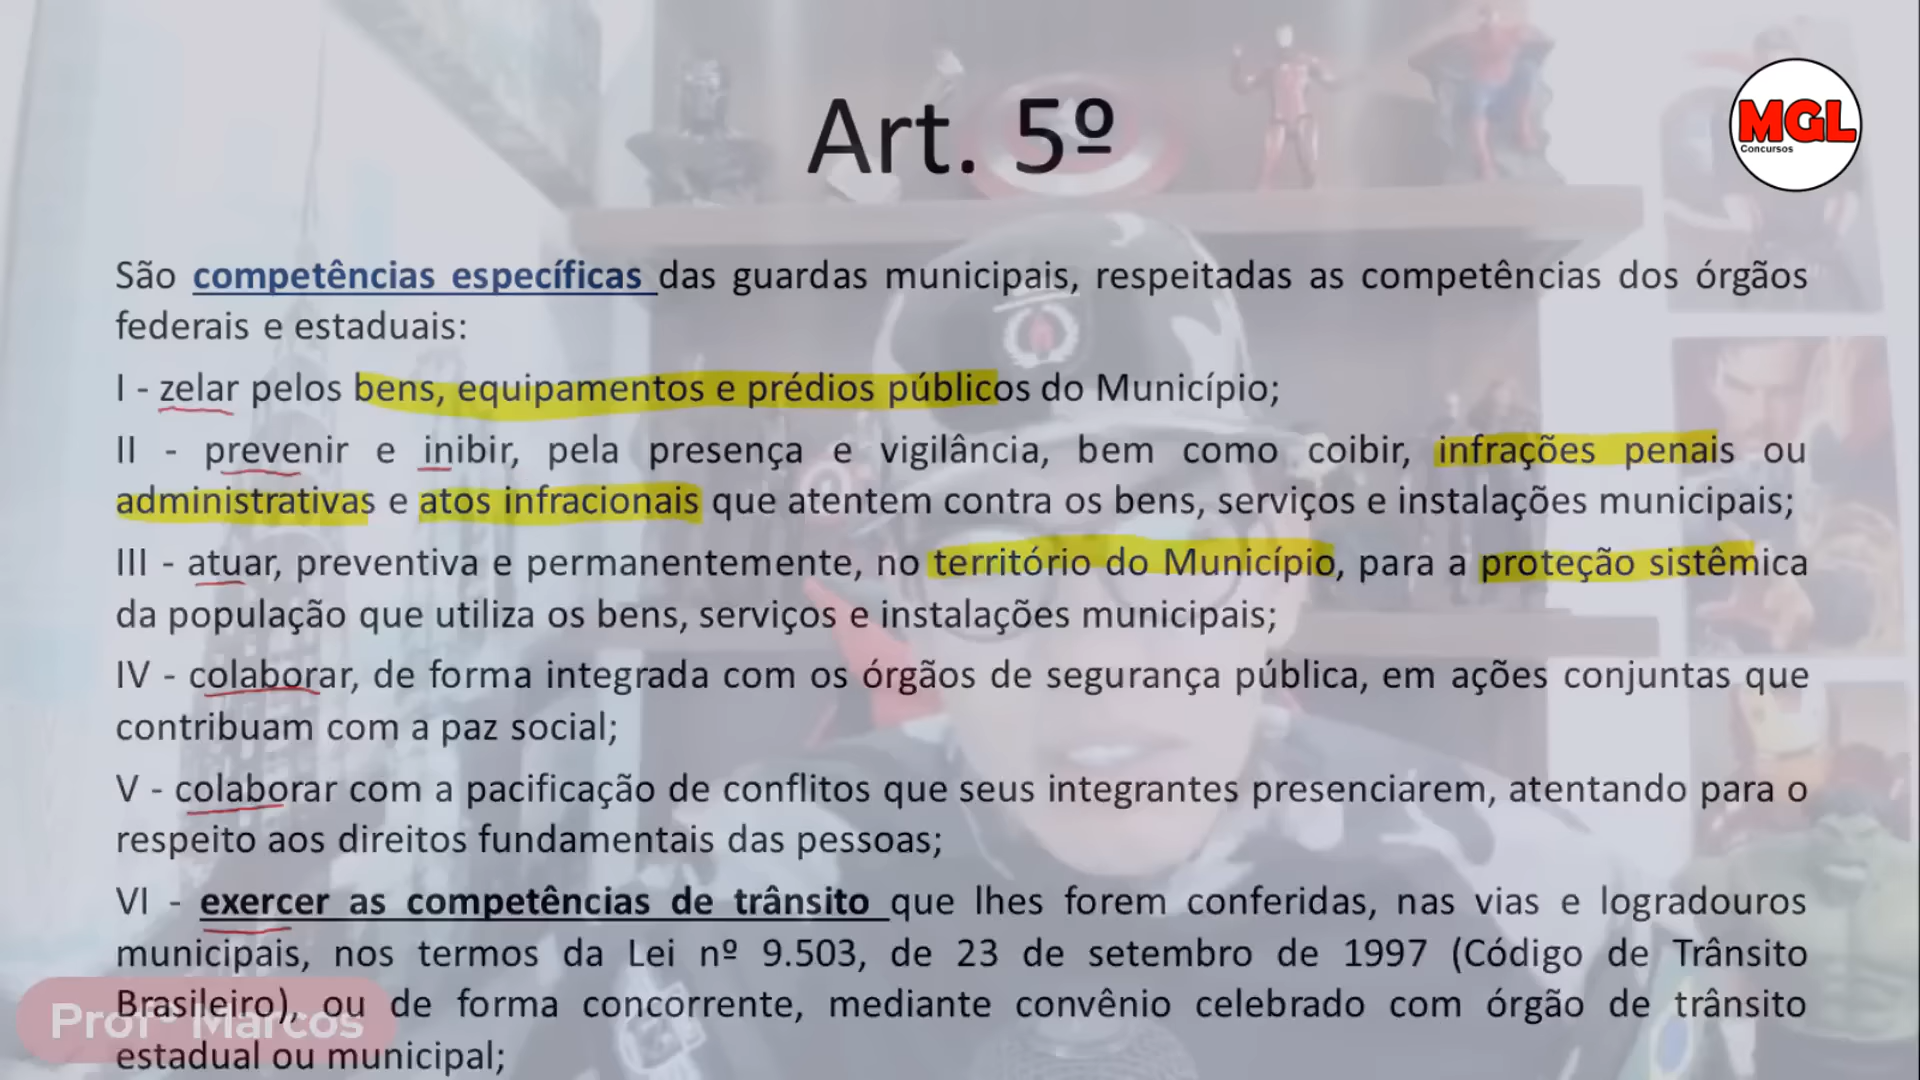 Art. 5º
MGL
Concursos
São competências específicas das guardas municipais, respeitadas as competências dos órgãos
federais e estaduais:
I - zelar pelos bens, equipamentos e prédios públicos do Município;
II - prevenir e inibir, pela presença e vigilância, bem como coibir, infrações penais ou
administrativas e atos infracionais que atentem contra os bens, serviços e instalações municipais;
III - atuar, preventiva e permanentemente, no território do Município, para a proteção sistêmica
da população que utiliza os bens, serviços e instalações municipais;
IV - colaborar, de forma integrada com os órgãos de segurança pública, em ações conjuntas que
contribuam com a paz social;
V - colaborar com a pacificação de conflitos que seus integrantes presenciarem, atentando para o
respeito aos direitos fundamentais das pessoas;
VI - exercer as competências de trânsito que lhes forem conferidas, nas vias e logradouros
municipais, nos termos da Lei nº 9.503, de 23 de setembro de 1997 (Código de Trânsito
Brasileiro), ou de forma concorrente, mediante convênio celebrado com órgão de trânsito
estadual ou municipal;
Profº Marcos